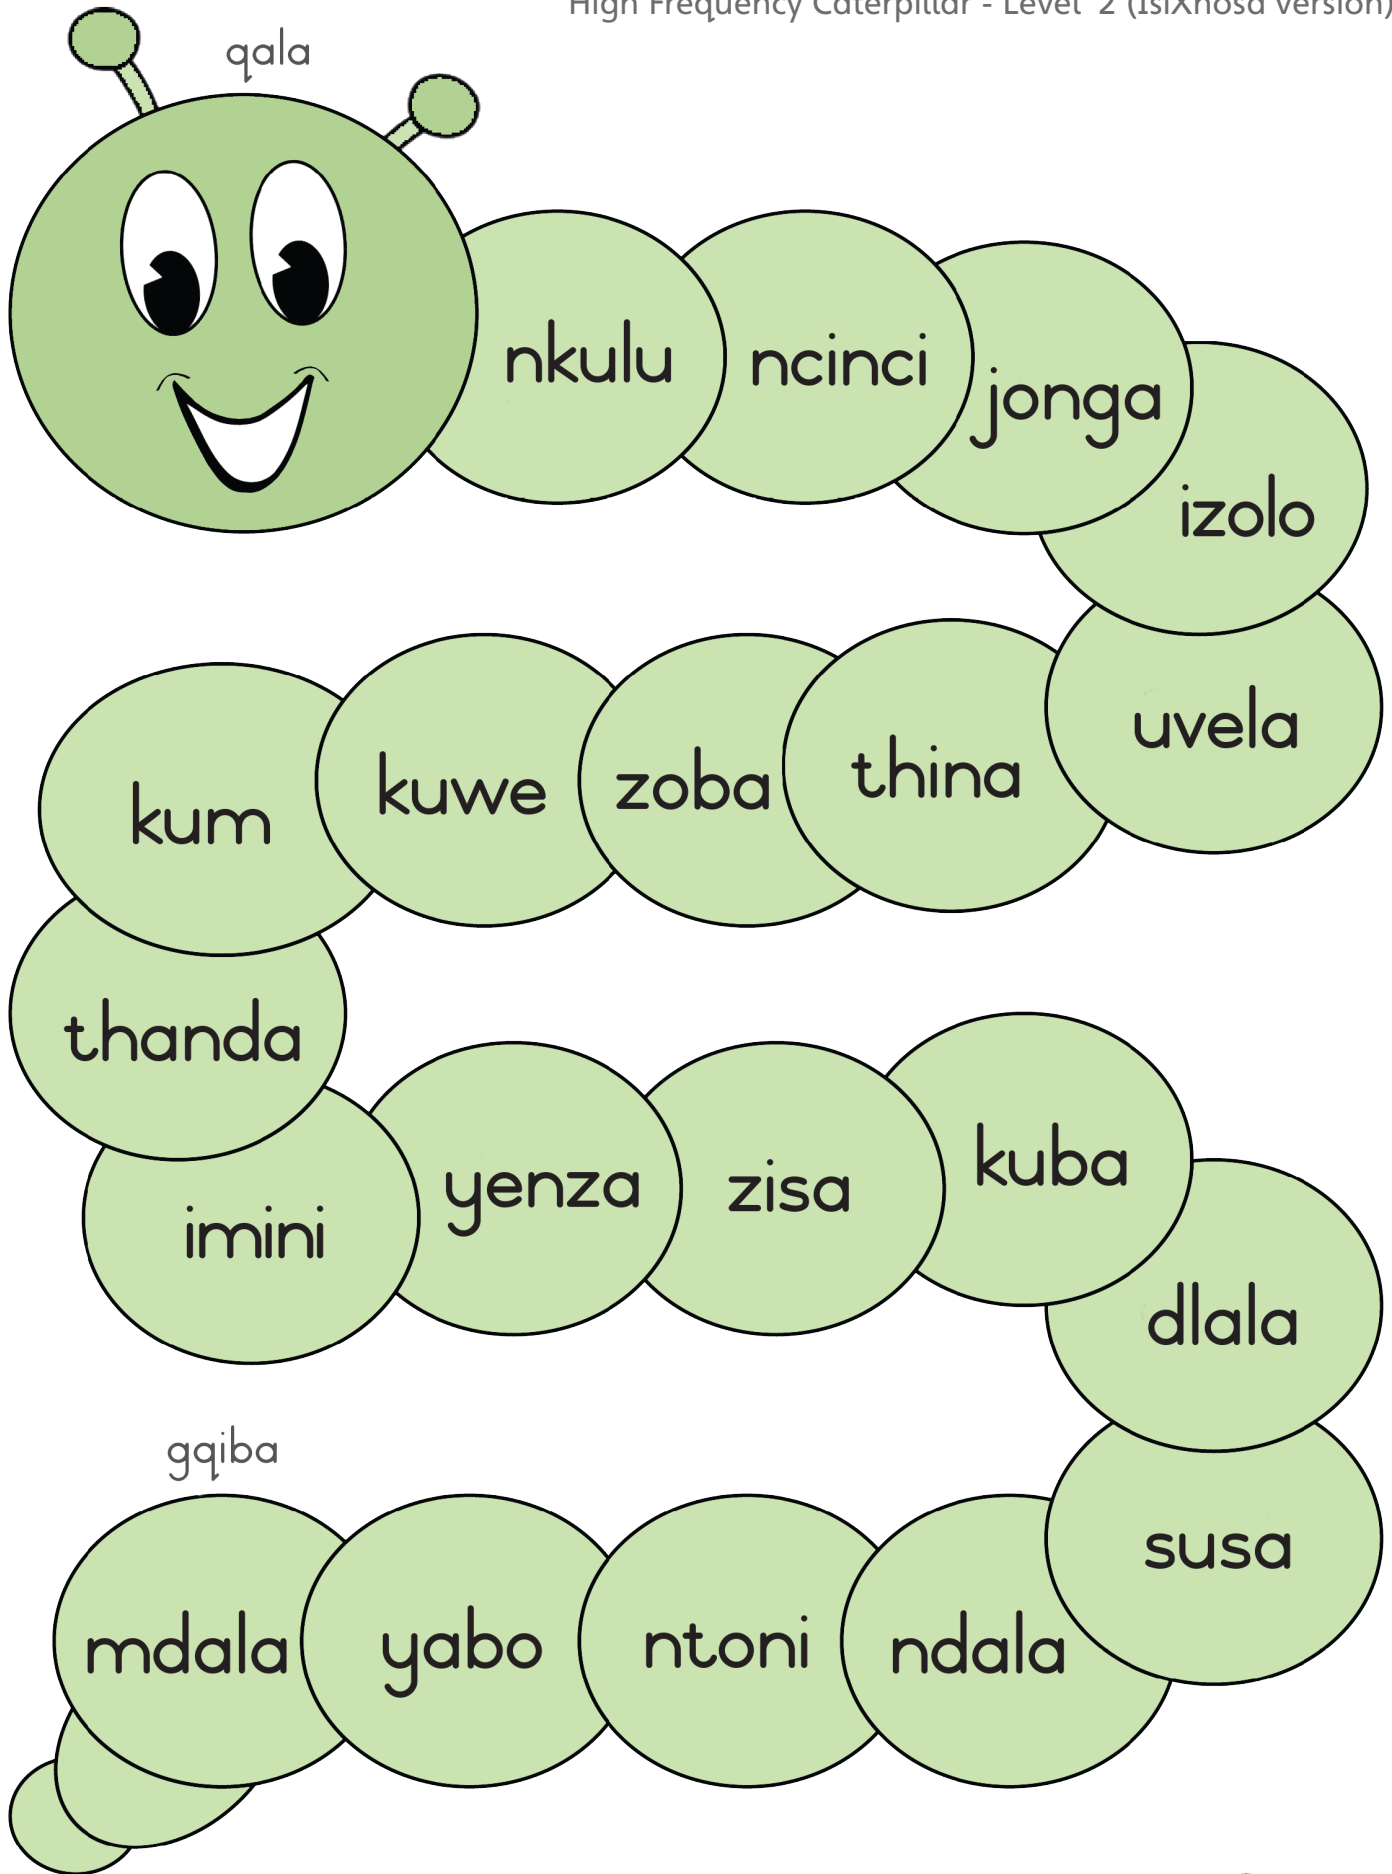 High Frequency Caterpillar - Level 2 (IsiXhosa version)
qala
nkulu
ncinci
jonga
izolo
uvela
thina
zoba
kuwe
kum
thanda
imini
yenza
zisa
kuba
dlala
susa
ndala
ntoni
yabo
mdala
gqiba